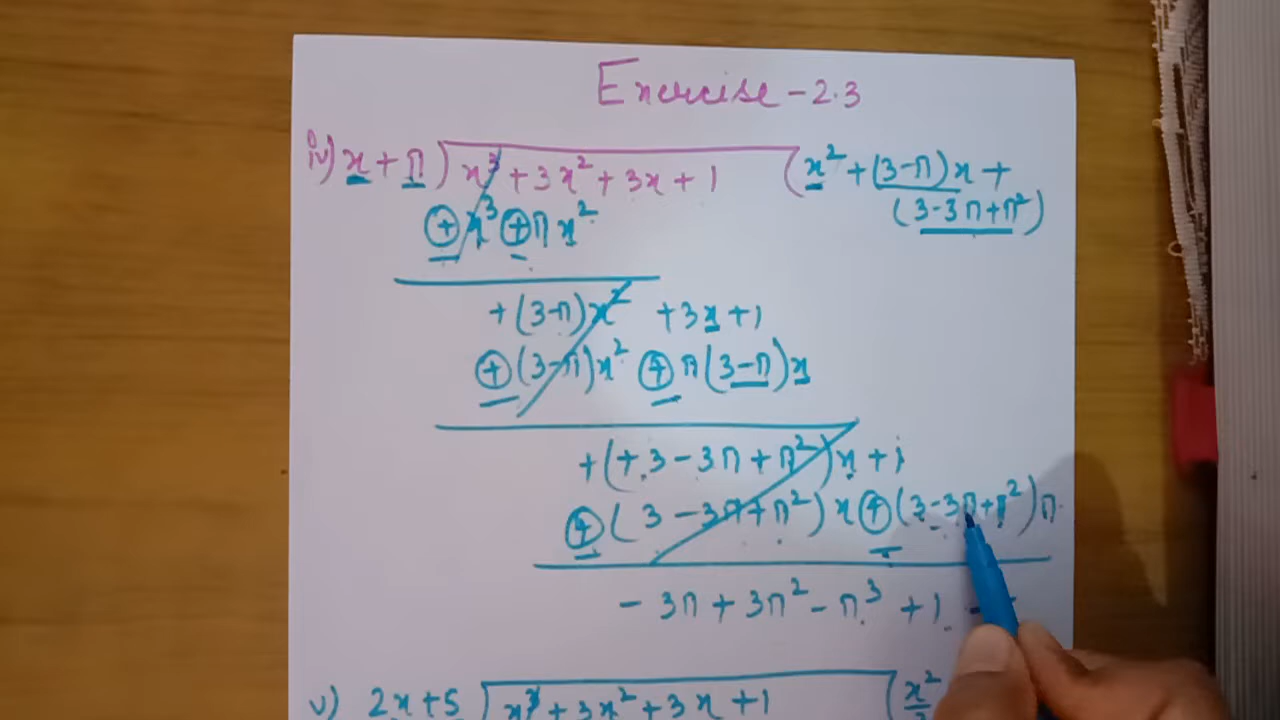 Exercise - 2.3
iv) x + π ) x³ + 3x² + 3x + 1 ( x² + (3-π)x +
(3-3π+π²)
⊕ x³ ⊕ πx²
+ (3-π)x² + 3x + 1
⊕ (3-π)x² ⊕ π(3-π)x
+ (+3-3π+π²)x + 1
⊕ (3-3π+π²)x ⊕ (3-3π+π²)π
- 3π + 3π² - π³ + 1
v) 2x+5 ) x³ + 3x² + 3x + 1 ( x²